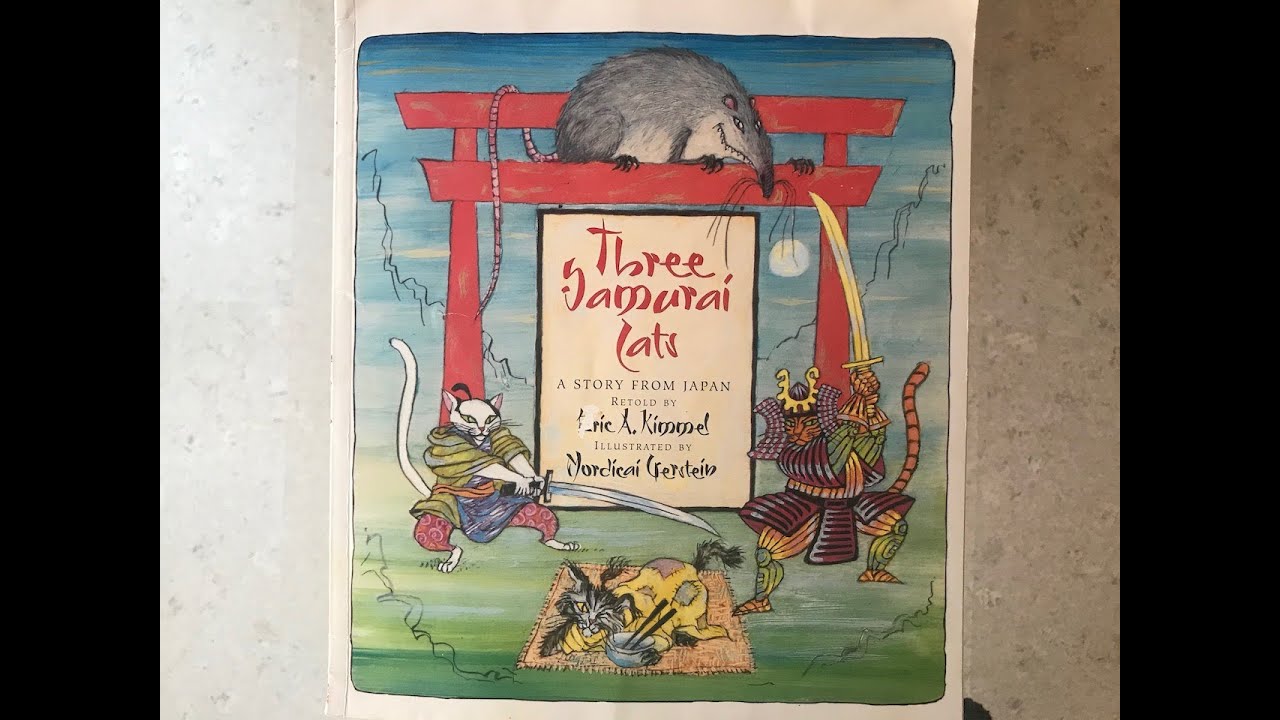 Three
Samurai
Cats
A STORY FROM JAPAN
RETOLD BY
Eric A. Kimmel
ILLUSTRATED BY
Mordicai Gerstein